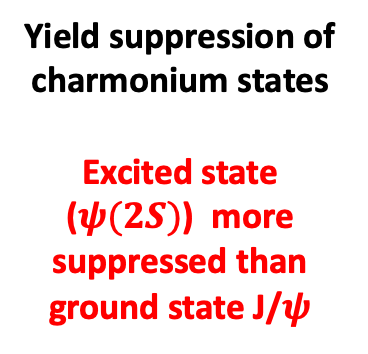 Yield suppression of
charmonium states
Excited state
(𝝍(𝟐𝑺)) more
suppressed than
ground state J/𝝍